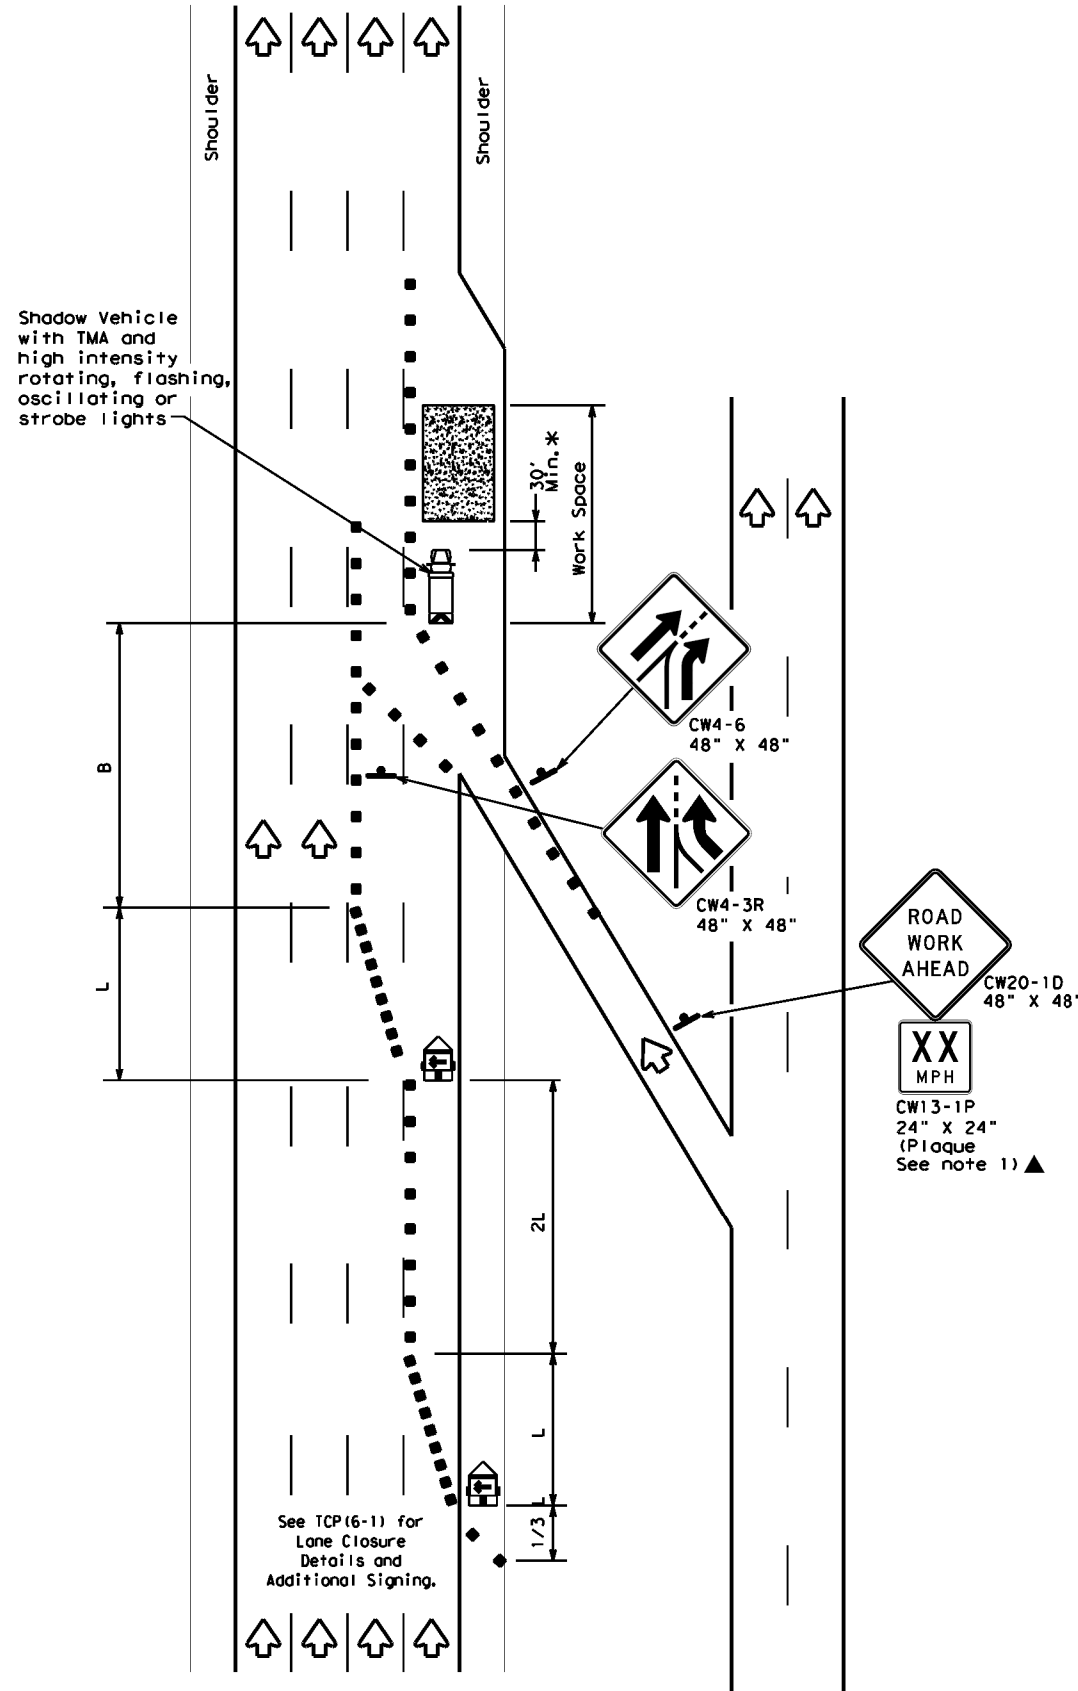 Shoulder
Shoulder
Shadow Vehicle
with TMA and
high intensity
rotating, flashing,
oscillating or
strobe lights
30'
Min.*
Work Space
CW4-6
48" X 48"
B
CW4-3R
48" X 48"
ROAD
WORK
AHEAD
CW20-1D
48" X 48"
L
XX
MPH
CW13-1P
24" X 24"
(Plaque
See note 1)▲
2L
L
1/3 L
See TCP(6-1) for
Lane Closure
Details and
Additional Signing.